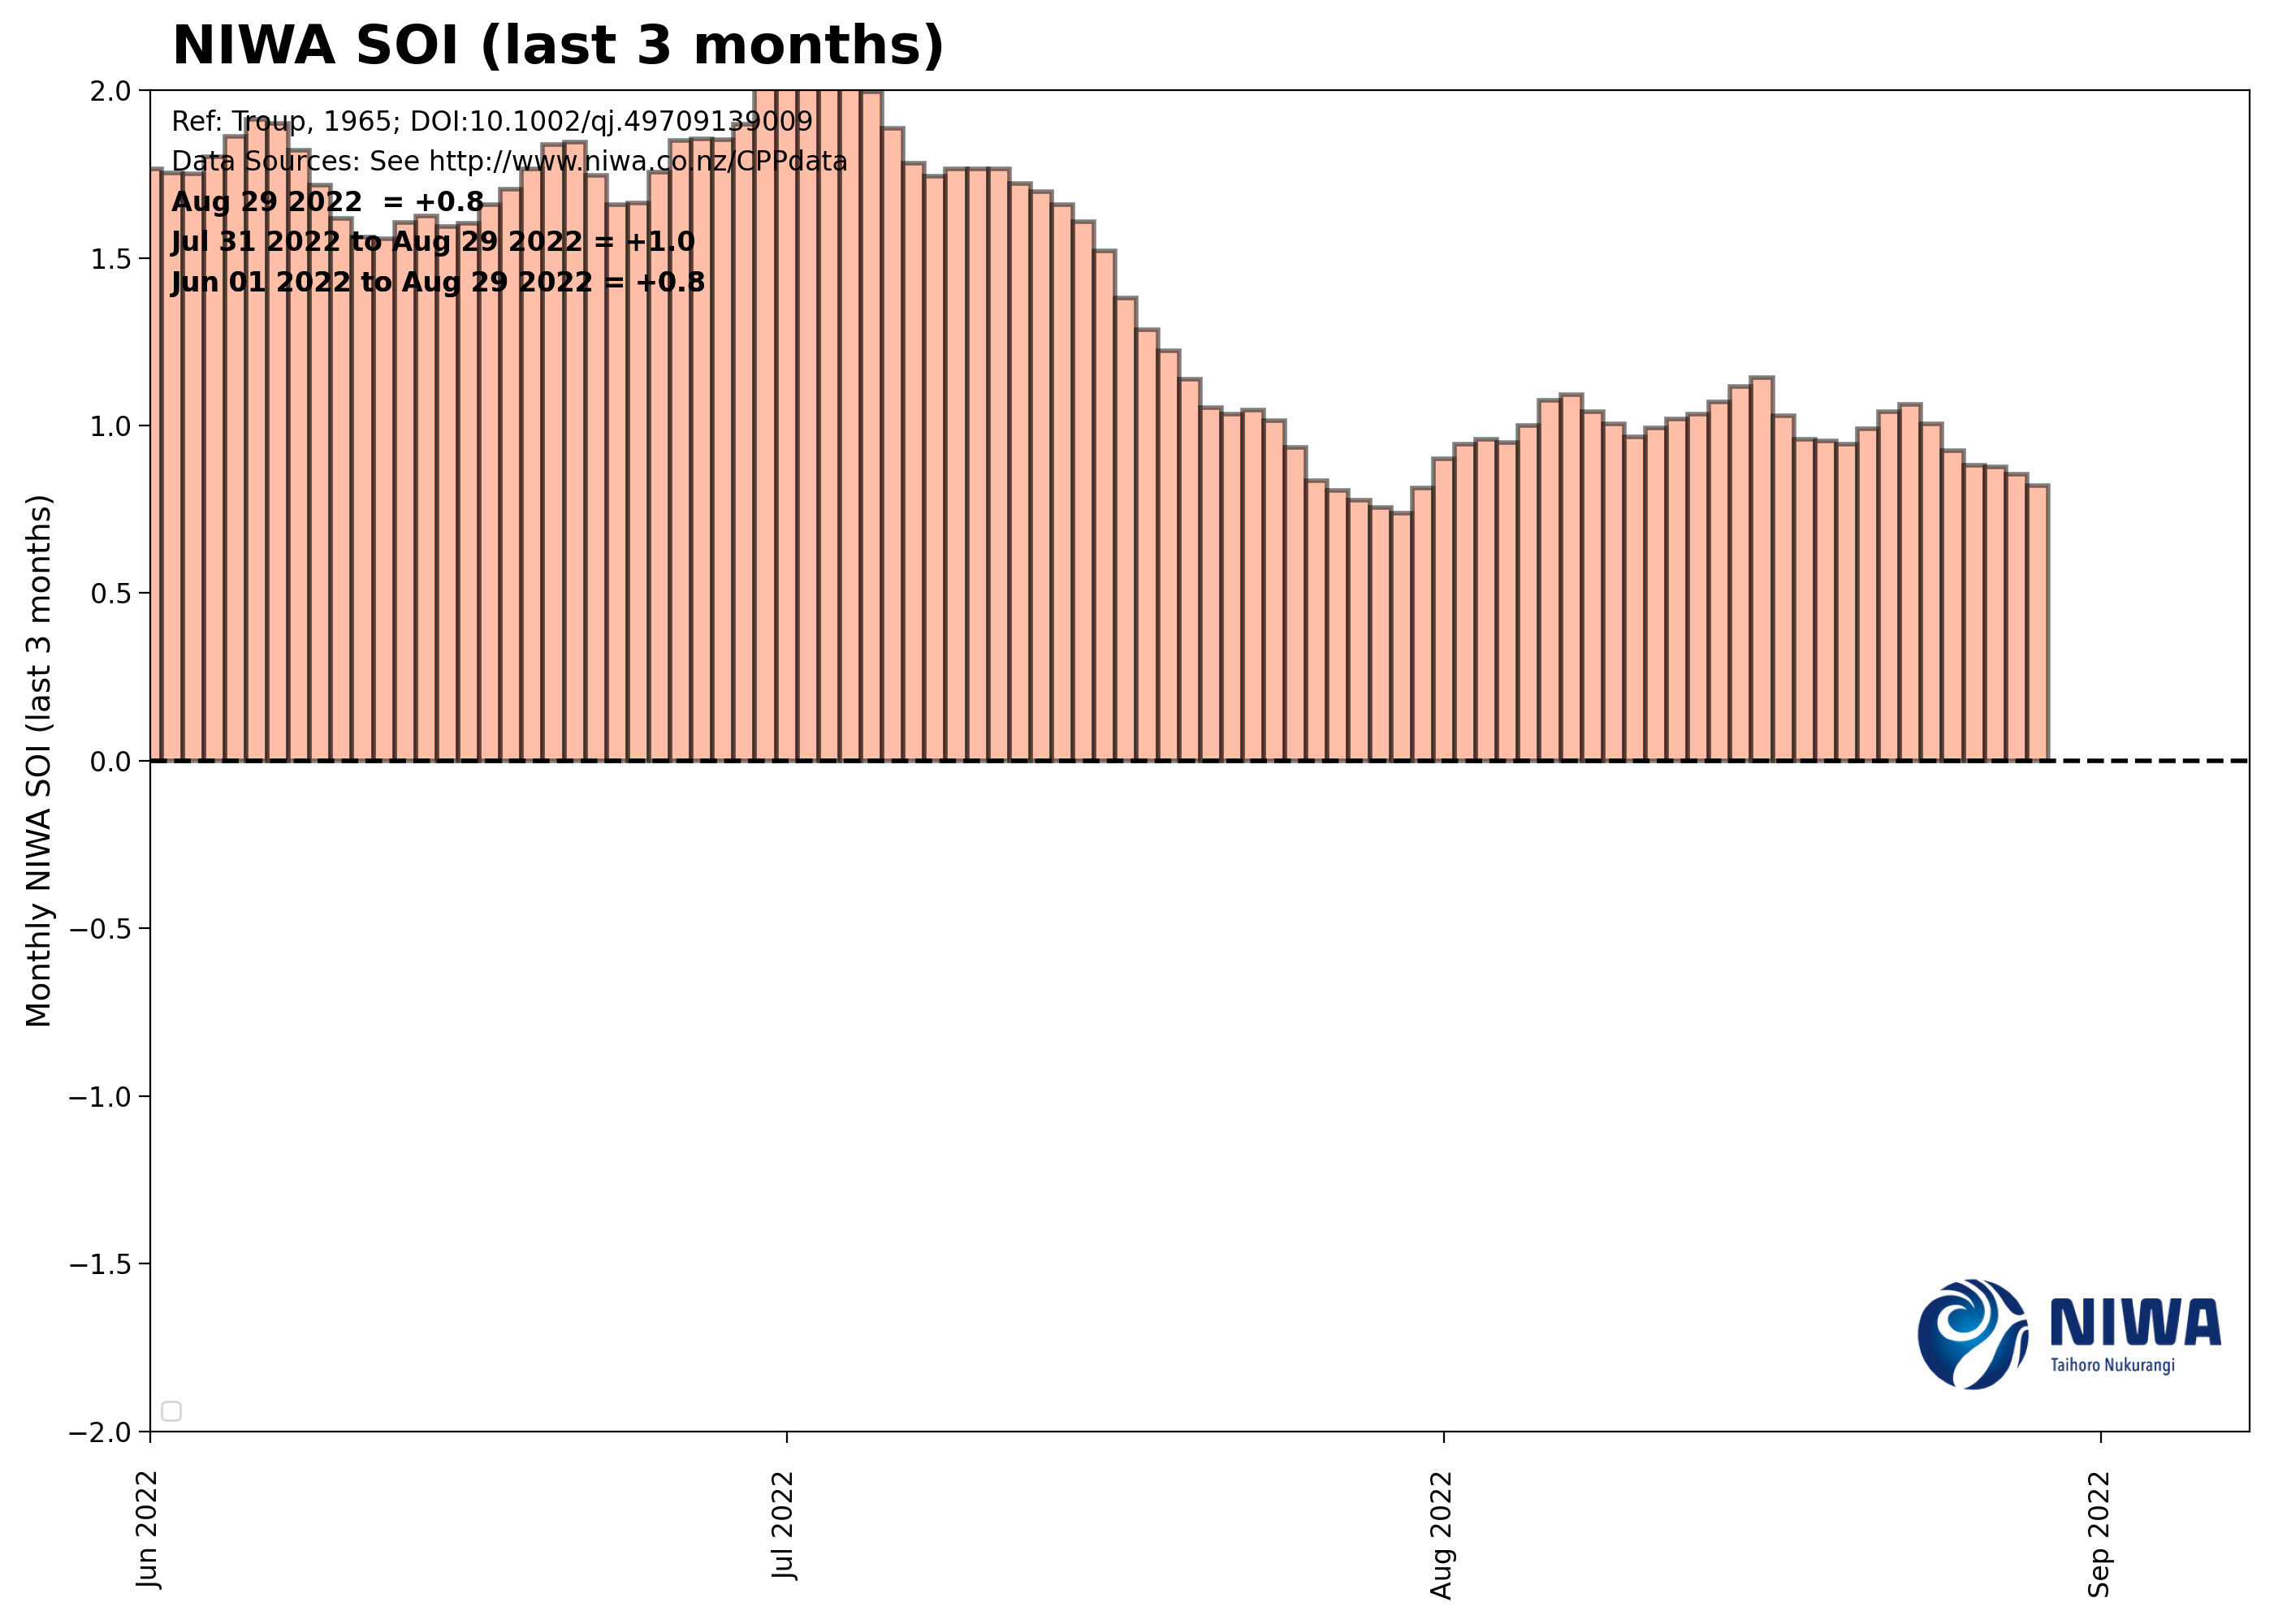 NIWA SOI (last 3 months)
Ref: Troup, 1965; DOI:10.1002/qj.49709139009
Data Sources: See http://www.niwa.co.nz/CPPdata
Aug 29 2022 = +0.8
Jul 31 2022 to Aug 29 2022 = +1.0
Jun 01 2022 to Aug 29 2022 = +0.8
Monthly NIWA SOI (last 3 months)
2.0
1.5
1.0
0.5
0.0
−0.5
−1.0
−1.5
−2.0
NIWA
Taihoro Nukurangi
Jun 2022
Jul 2022
Aug 2022
Sep 2022